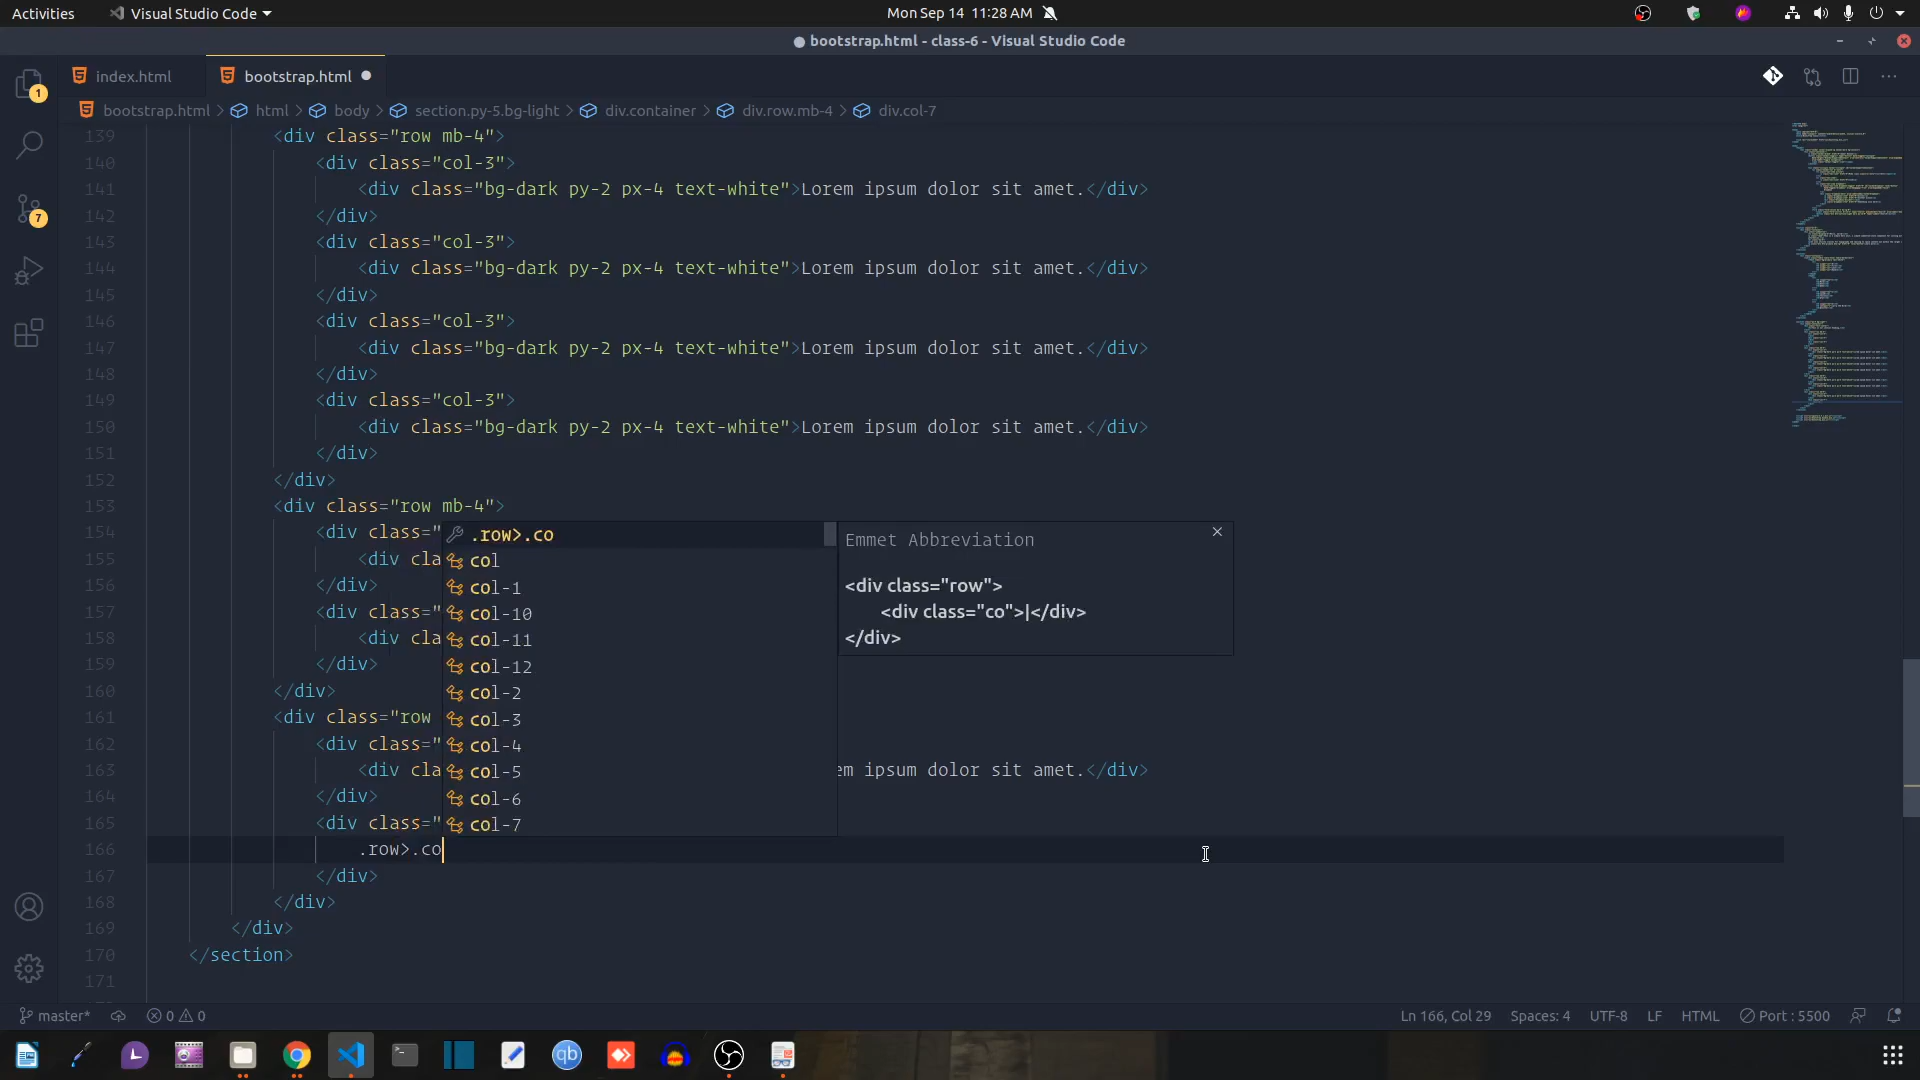 Activities Visual Studio Code Mon Sep 14 11:28 AM
● bootstrap.html - class-6 - Visual Studio Code
index.html bootstrap.html
bootstrap.html > html > body > section.py-5.bg-light > div.container > div.row.mb-4 > div.col-7
139 <div class="row mb-4">
140 <div class="col-3">
141 <div class="bg-dark py-2 px-4 text-white">Lorem ipsum dolor sit amet.</div>
142 </div>
143 <div class="col-3">
144 <div class="bg-dark py-2 px-4 text-white">Lorem ipsum dolor sit amet.</div>
145 </div>
146 <div class="col-3">
147 <div class="bg-dark py-2 px-4 text-white">Lorem ipsum dolor sit amet.</div>
148 </div>
149 <div class="col-3">
150 <div class="bg-dark py-2 px-4 text-white">Lorem ipsum dolor sit amet.</div>
151 </div>
152 </div>
153 <div class="row mb-4">
154 <div class="
155 <div cla
156 </div>
157 <div class="
158 <div cla
159 </div>
160 </div>
161 <div class="row
162 <div class="
163 <div cla em ipsum dolor sit amet.</div>
164 </div>
165 <div class="
166 .row>.co
167 </div>
168 </div>
169 </div>
170 </section>
171
.row>.co
col
col-1
col-10
col-11
col-12
col-2
col-3
col-4
col-5
col-6
col-7
Emmet Abbreviation
<div class="row">
<div class="co">|</div>
</div>
1
7
master* 0 0 Ln 166, Col 29 Spaces: 4 UTF-8 LF HTML Port : 5500
qb